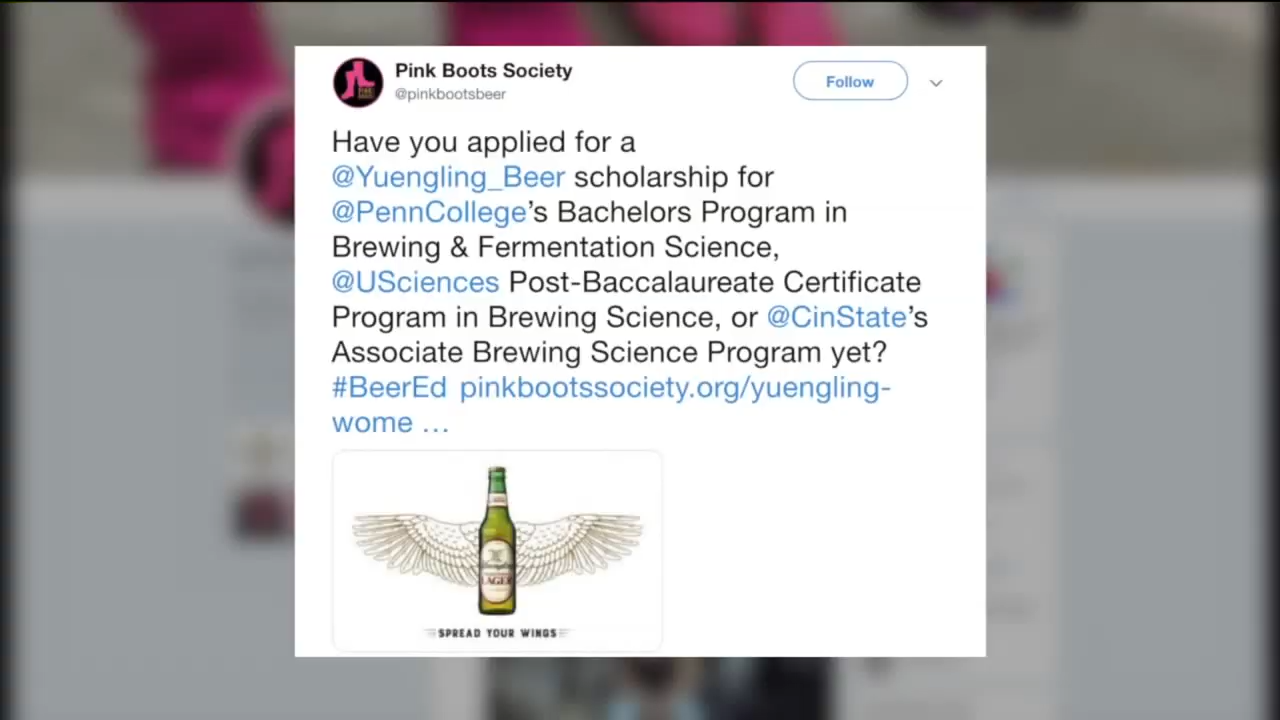 Pink Boots Society
@pinkbootsbeer
Follow
Have you applied for a
@Yuengling_Beer scholarship for
@PennCollege's Bachelors Program in
Brewing & Fermentation Science,
@USciences Post-Baccalaureate Certificate
Program in Brewing Science, or @CinState's
Associate Brewing Science Program yet?
#BeerEd pinkbootssociety.org/yuengling-
wome …
LAGER
SPREAD YOUR WINGS